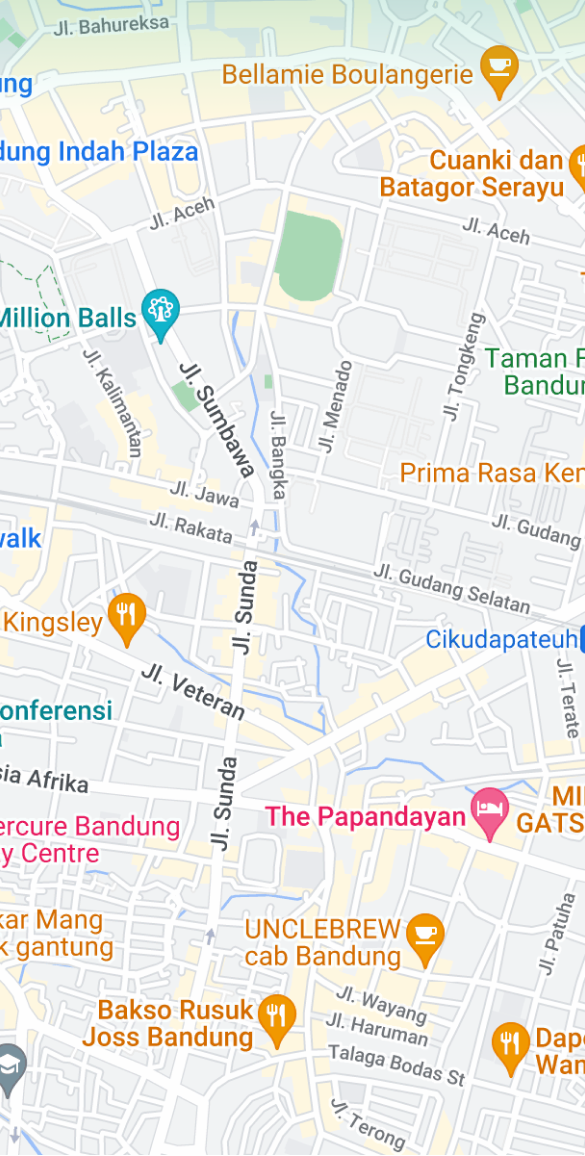 Jl. Bahureksa
ung
Bellamie Boulangerie
dung Indah Plaza
Cuanki dan
Batagor Serayu
Jl. Aceh
Jl. Aceh
Million Balls
Jl. Tongkeng
Taman F
Bandun
Jl. Kalimantan
Jl. Sumbawa
Jl. Menado
Jl. Bangka
Prima Rasa Ken
Jl. Jawa
Jl. Rakata
Jl. Gudang
walk
Jl. Gudang Selatan
Jl. Sunda
Kingsley
Cikudapateuh
Jl. Veteran
Jl. Terate
onferensi
a
sia Afrika
Jl. Sunda
The Papandayan
MI
GATS
ercure Bandung
y Centre
Jl. Patuha
kar Mang
k gantung
UNCLEBREW
cab Bandung
Jl. Wayang
Bakso Rusuk
Joss Bandung
Jl. Haruman
Dap
Wan
Talaga Bodas St
Jl. Terong